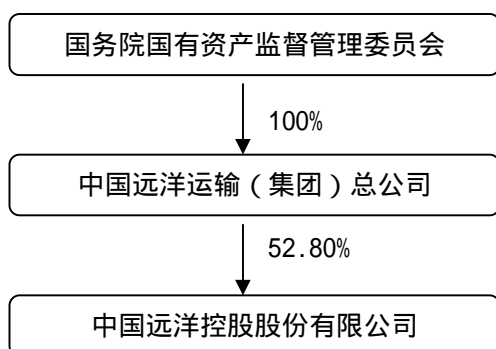 国务院国有资产监督管理委员会
100%
中国远洋运输（集团）总公司
52.80%
中国远洋控股股份有限公司